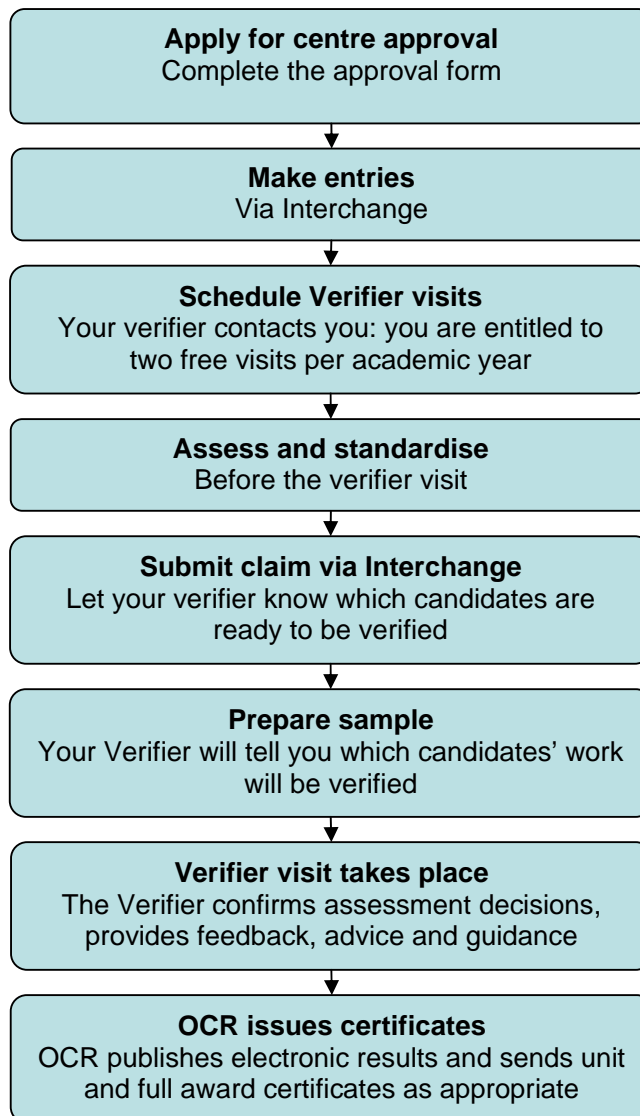 Apply for centre approval
Complete the approval form
Make entries
Via Interchange
Schedule Verifier visits
Your verifier contacts you: you are entitled to
two free visits per academic year
Assess and standardise
Before the verifier visit
Submit claim via Interchange
Let your verifier know which candidates are
ready to be verified
Prepare sample
Your Verifier will tell you which candidates’ work
will be verified
Verifier visit takes place
The Verifier confirms assessment decisions,
provides feedback, advice and guidance
OCR issues certificates
OCR publishes electronic results and sends unit
and full award certificates as appropriate